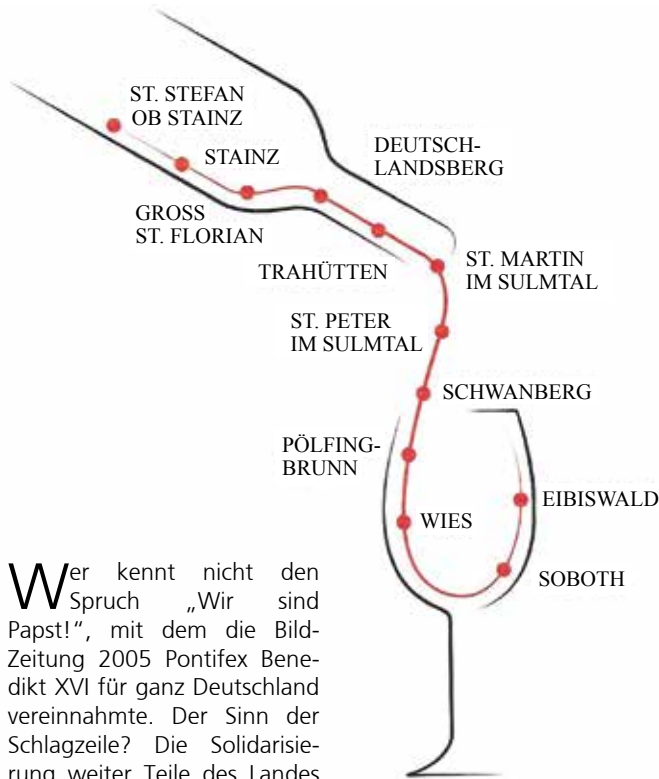 ST. STEFAN
OB STAINZ
STAINZ
DEUTSCH-
LANDSBERG
GROSS
ST. FLORIAN
TRAHÜTTEN
ST. MARTIN
IM SULMTAL
ST. PETER
IM SULMTAL
SCHWANBERG
PÖLFING-
BRUNN
EIBISWALD
WIES
SOBOTH
Wer kennt nicht den
Spruch „Wir sind
Papst!“, mit dem die Bild-
Zeitung 2005 Pontifex Bene-
dikt XVI für ganz Deutschland
vereinnahmte. Der Sinn der
Schlagzeile? Die Solidarisie-
rung weiter Teile des Landes